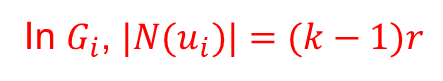 In $G_i$, $|N(u_i)| = (k-1)r$